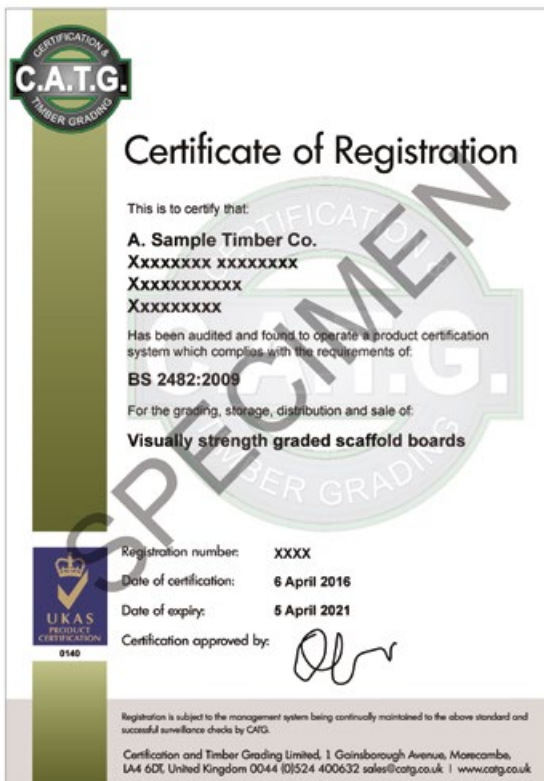 CERTIFICATION &
C.A.T.G.
TIMBER GRADING
Certificate of Registration
This is to certify that:
A. Sample Timber Co.
Xxxxxxxx xxxxxxxx
Xxxxxxxxxxx
Xxxxxxxxx
Has been audited and found to operate a product certification
system which complies with the requirements of:
BS 2482:2009
For the grading, storage, distribution and sale of:
Visually strength graded scaffold boards
SPECIMEN
CERTIFICATION &
C.A.T.G.
TIMBER GRADING
Registration number: XXXX
Date of certification: 6 April 2016
Date of expiry: 5 April 2021
Certification approved by:
UKAS
PRODUCT
CERTIFICATION
0140
Registration is subject to the management system being continually maintained to the above standard and
successful surveillance checks by CATG.
Certification and Timber Grading Limited, 1 Gainsborough Avenue, Morecambe,
LA4 6DT, United Kingdom 0044 (0)524 400632 sales@catg.co.uk | www.catg.co.uk